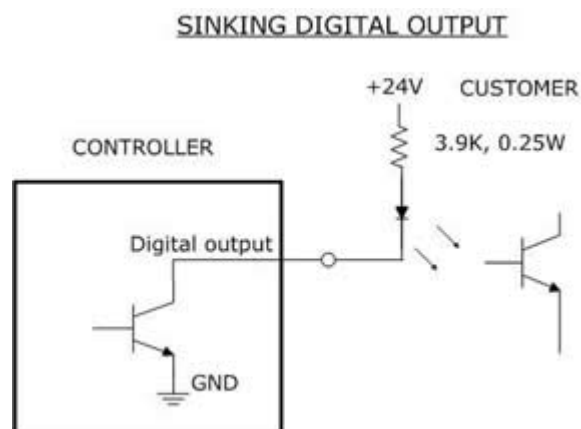 SINKING DIGITAL OUTPUT
+24V
CUSTOMER
3.9K, 0.25W
CONTROLLER
Digital output
GND